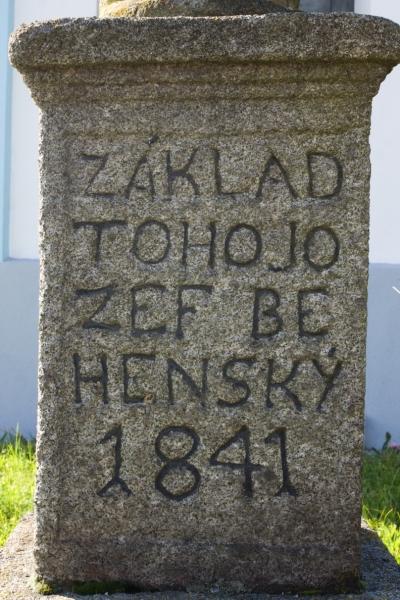 ZÁKLAD
TOHOJO
ZEF BE
HENSKÝ
1841